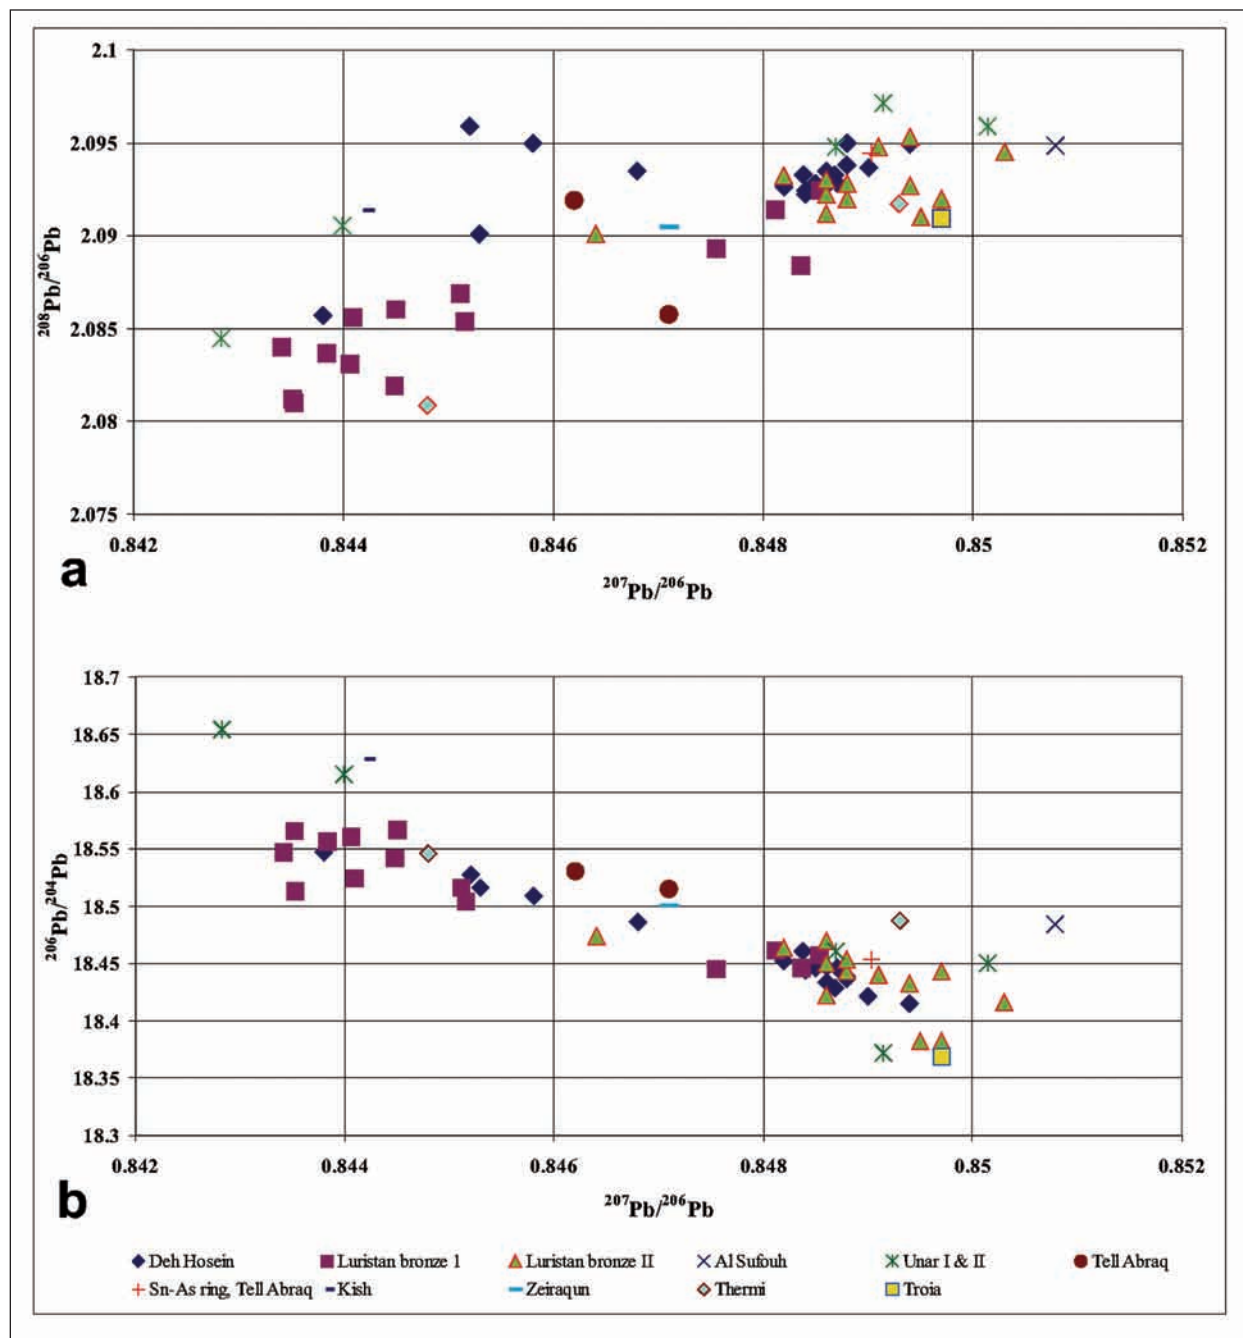 2.1
2.095
2.09
2.085
2.08
2.075
²⁰⁸Pb/²⁰⁶Pb
0.842 0.844 0.846 0.848 0.85 0.852
a
²⁰⁷Pb/²⁰⁶Pb
18.7
18.65
18.6
18.55
18.5
18.45
18.4
18.35
18.3
²⁰⁶Pb/²⁰⁴Pb
0.842 0.844 0.846 0.848 0.85 0.852
b
²⁰⁷Pb/²⁰⁶Pb
Deh Hosein Luristan bronze 1 Luristan bronze II Al Sufouh Unar I & II Tell Abraq
Sn-As ring, Tell Abraq Kish Zeiraqun Thermi Troia